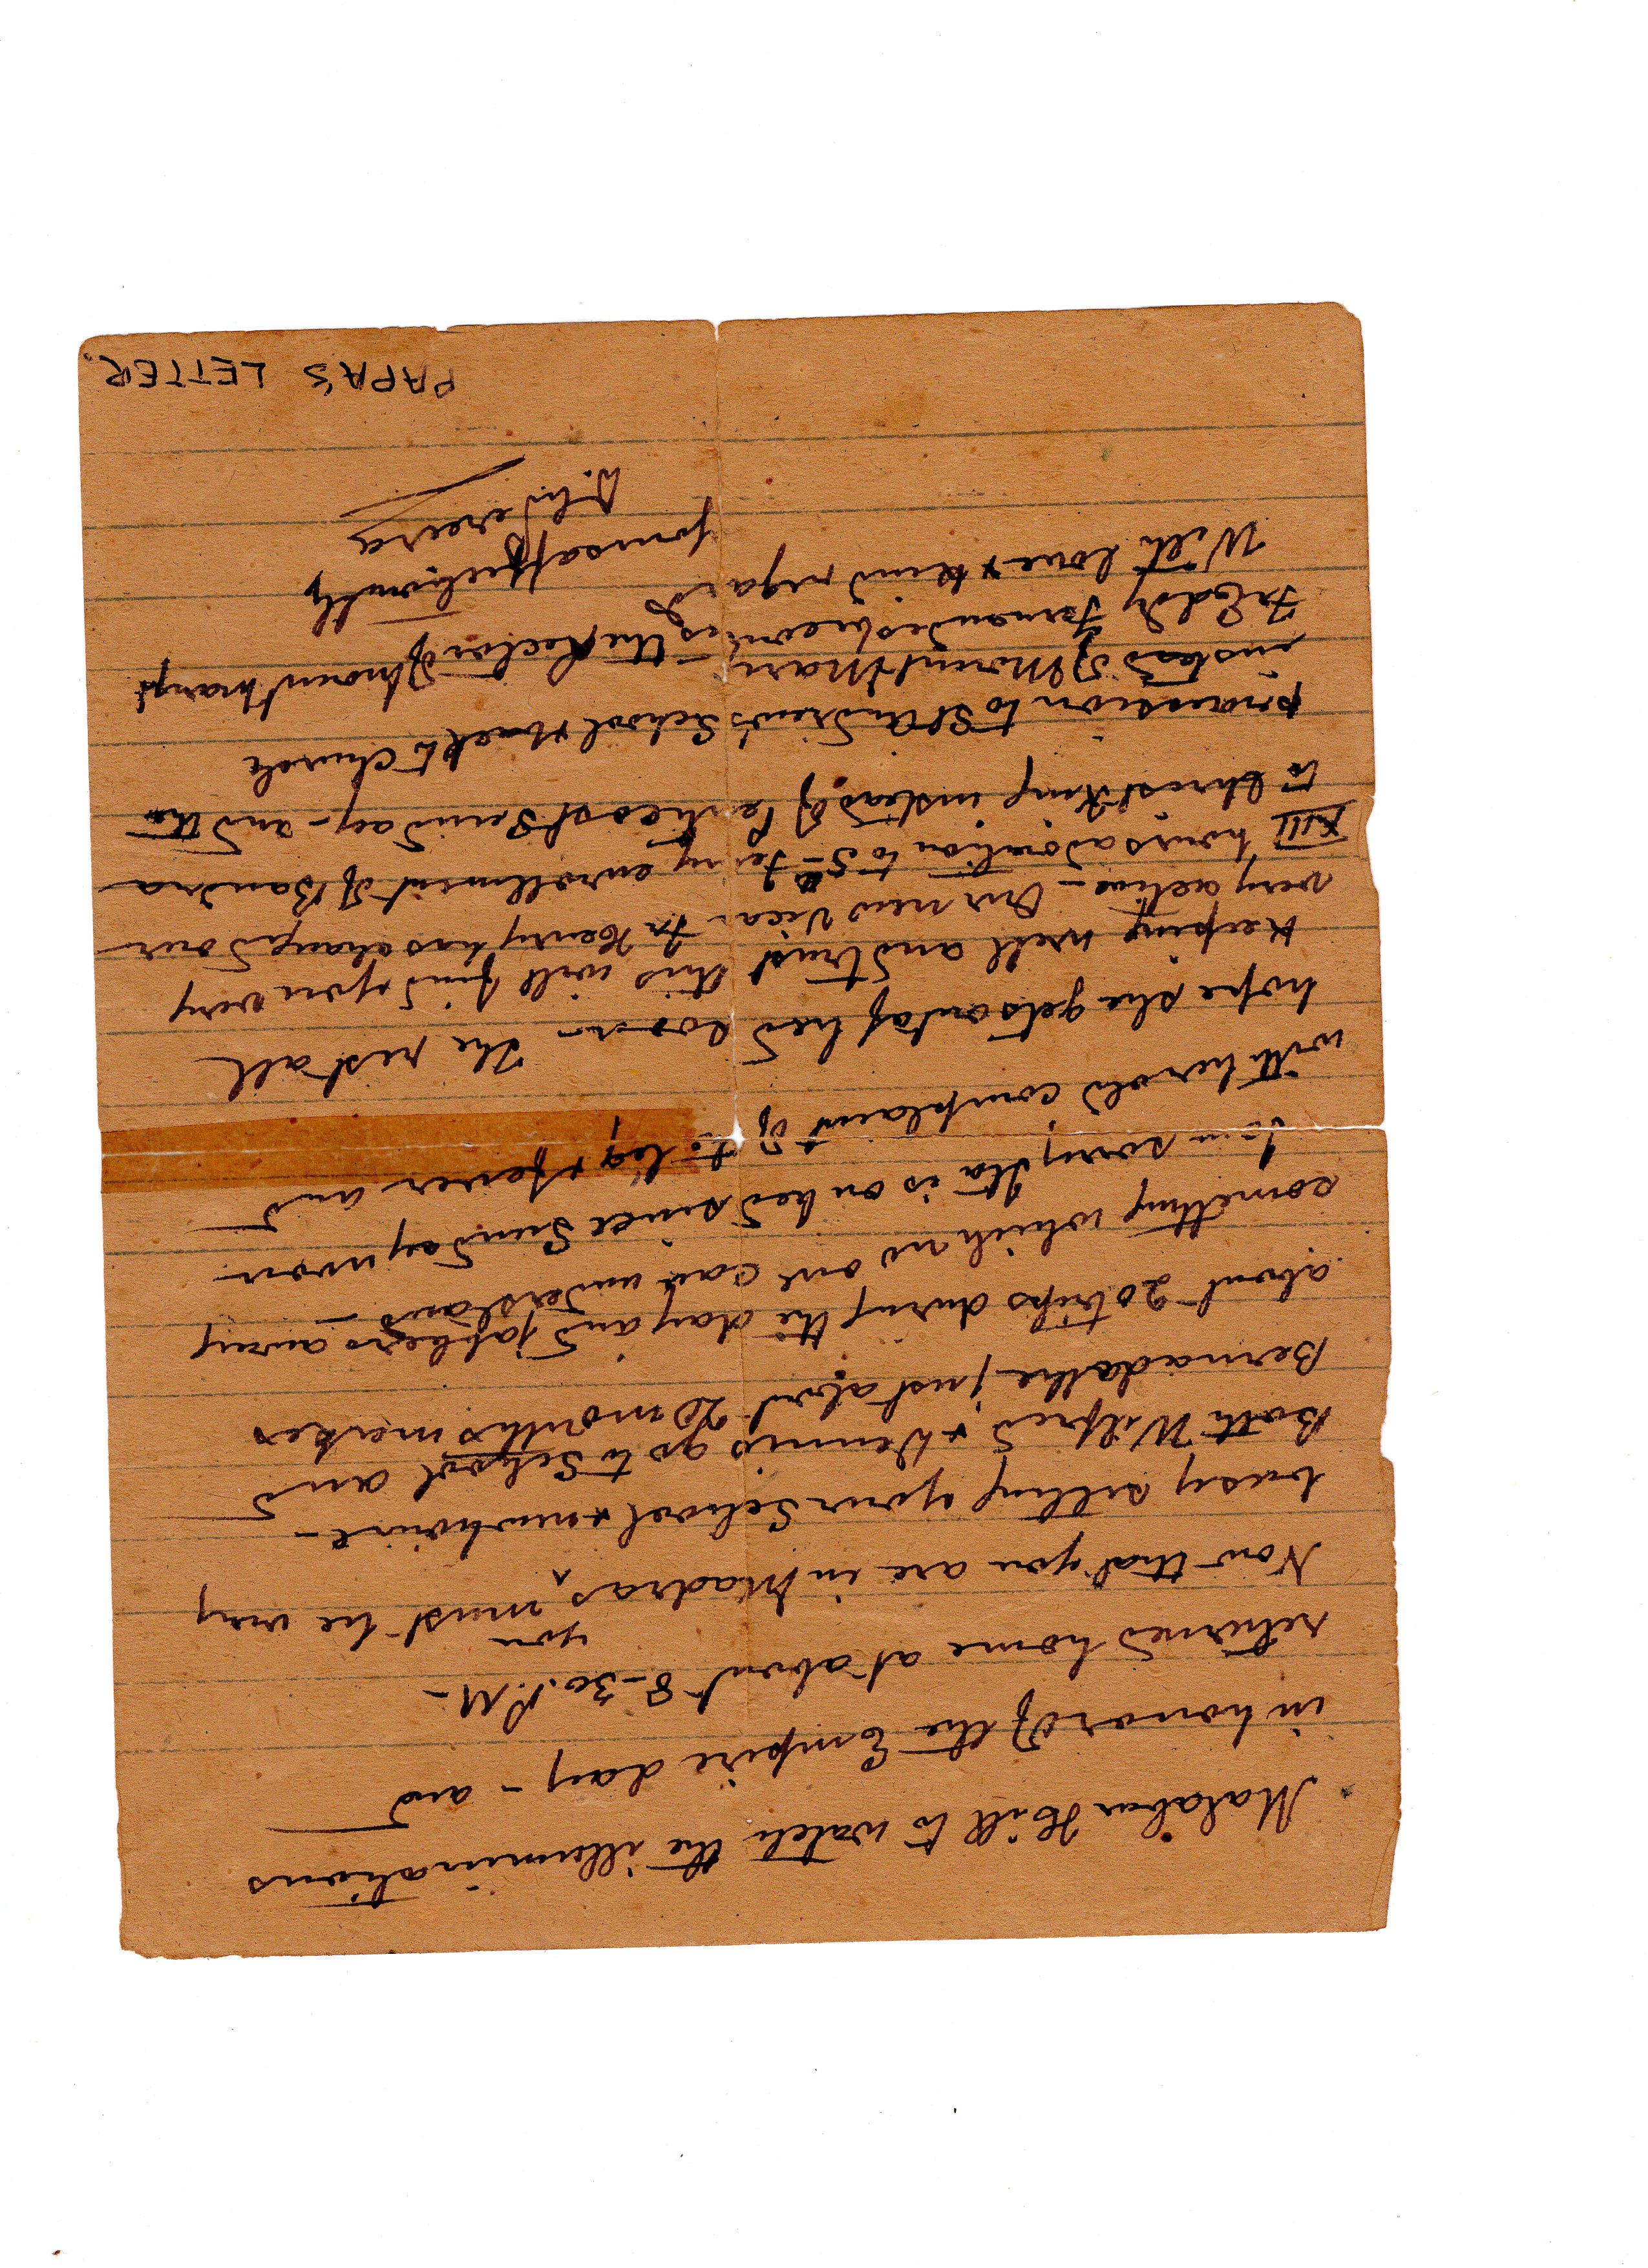 Malabar Hill to watch the illuminations
in honor of the Empire day - and
returned home at about 8-30. P.M -
Now that you are in Madras you must be very
busy setting your School & new house -
Both Wilfred & Dennis go to School and
Bernadette just about 20 months makes
about 20 trips during the day and jabbers away
something which no one can understand -
I am sorry Ita is on bed since Sunday noon
with her old complaint of leg & fever and
hope she gets out of bed soon - The rest all
keeping well and trust this will find you very
very active - Our new Vicar Fr Henry has changed our
XIII hours adoration to 5th enrollment of Bandra
to Christ King instead of Pentecost Sunday - and the
procession to St Andrew's School & back to church
instead of Mount Mary
Fr Eddy Fernandes becomes the Rector of Mount Mary's
With love & kind regards
yours affectionately
Pereira
PAPA'S LETTER.